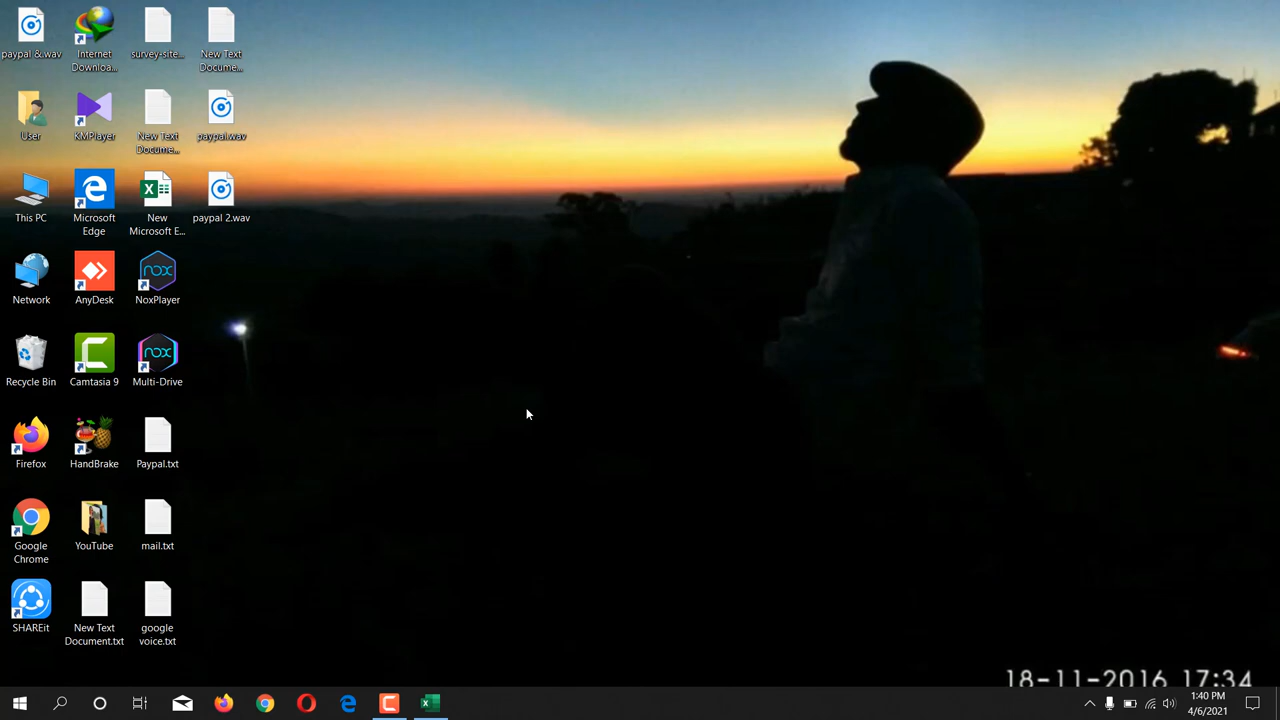 paypal &.wav
Internet
Downloa...
survey-site...
New Text
Docume...
User
KMPlayer
New Text
Docume...
paypal.wav
This PC
Microsoft
Edge
New
Microsoft E...
paypal 2.wav
Network
AnyDesk
nox
NoxPlayer
Recycle Bin
Camtasia 9
nox
Multi-Drive
Firefox
HandBrake
Paypal.txt
Google
Chrome
YouTube
mail.txt
SHAREit
New Text
Document.txt
google
voice.txt
18-11-2016 17:34
1:40 PM
4/6/2021